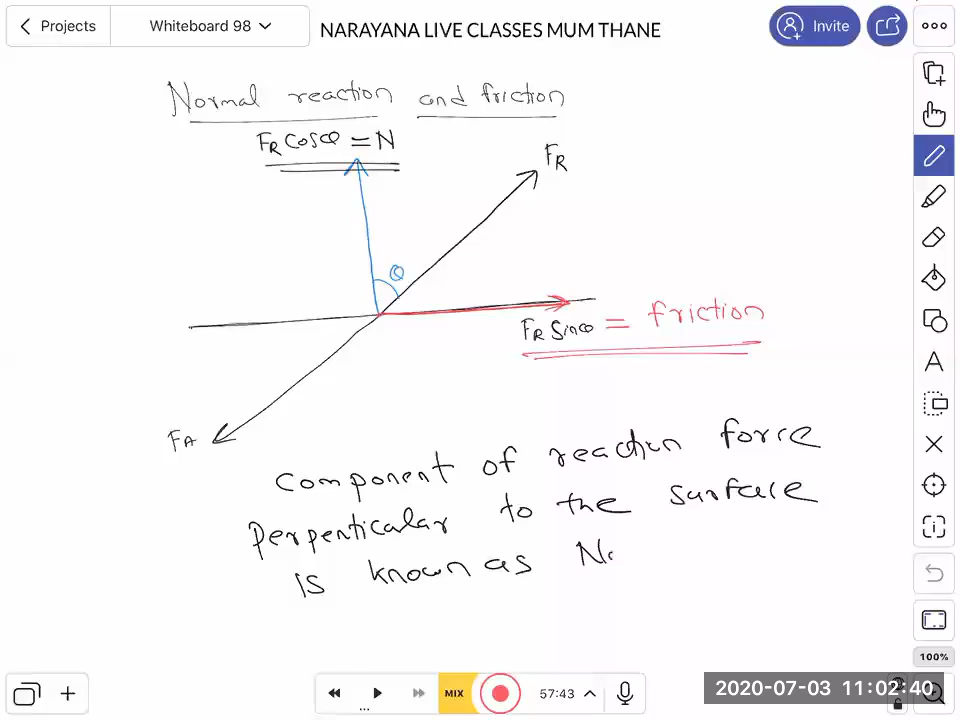 Projects
Whiteboard 98
NARAYANA LIVE CLASSES MUM THANE
Invite
Normal reaction and friction
FR COSθ = N
FR
θ
FR Sinθ = friction
FA
Component of reaction force
perpenticular to the surface
is known as No
A
100%
MIX
57:43
2020-07-03 11:02:40